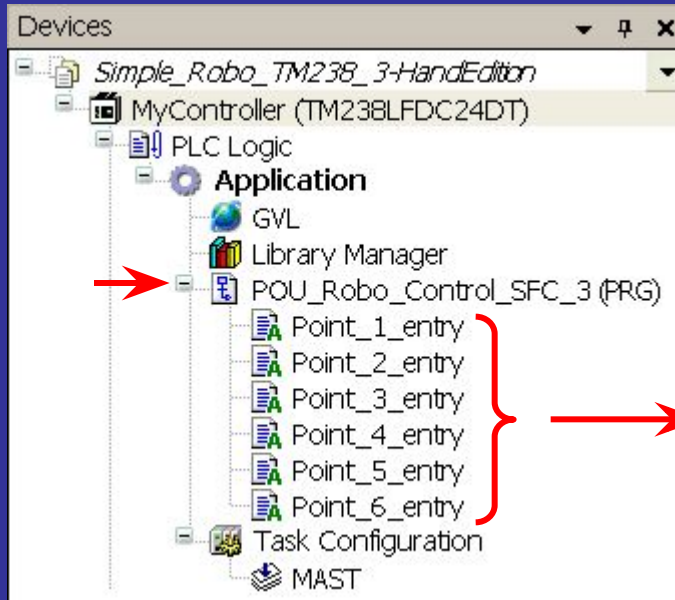 Devices
Simple_Robo_TM238_3-HandEdition
MyController (TM238LFDC24DT)
PLC Logic
Application
GVL
Library Manager
POU_Robo_Control_SFC_3 (PRG)
Point_1_entry
Point_2_entry
Point_3_entry
Point_4_entry
Point_5_entry
Point_6_entry
Task Configuration
MAST